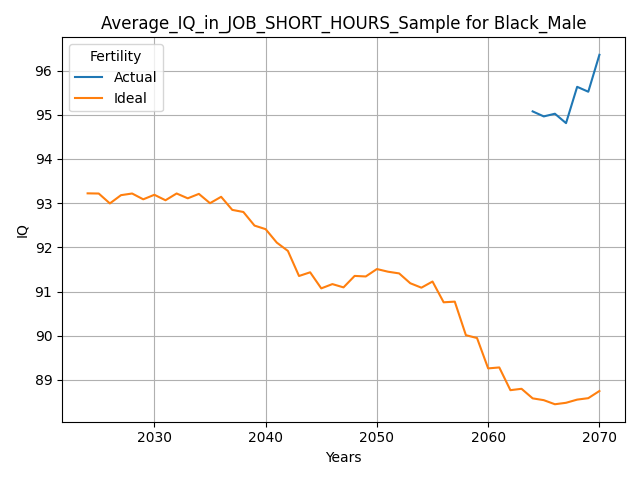 Average_IQ_in_JOB_SHORT_HOURS_Sample for Black_Male
Fertility
Actual
Ideal
IQ
96
95
94
93
92
91
90
89
2030 2040 2050 2060 2070
Years